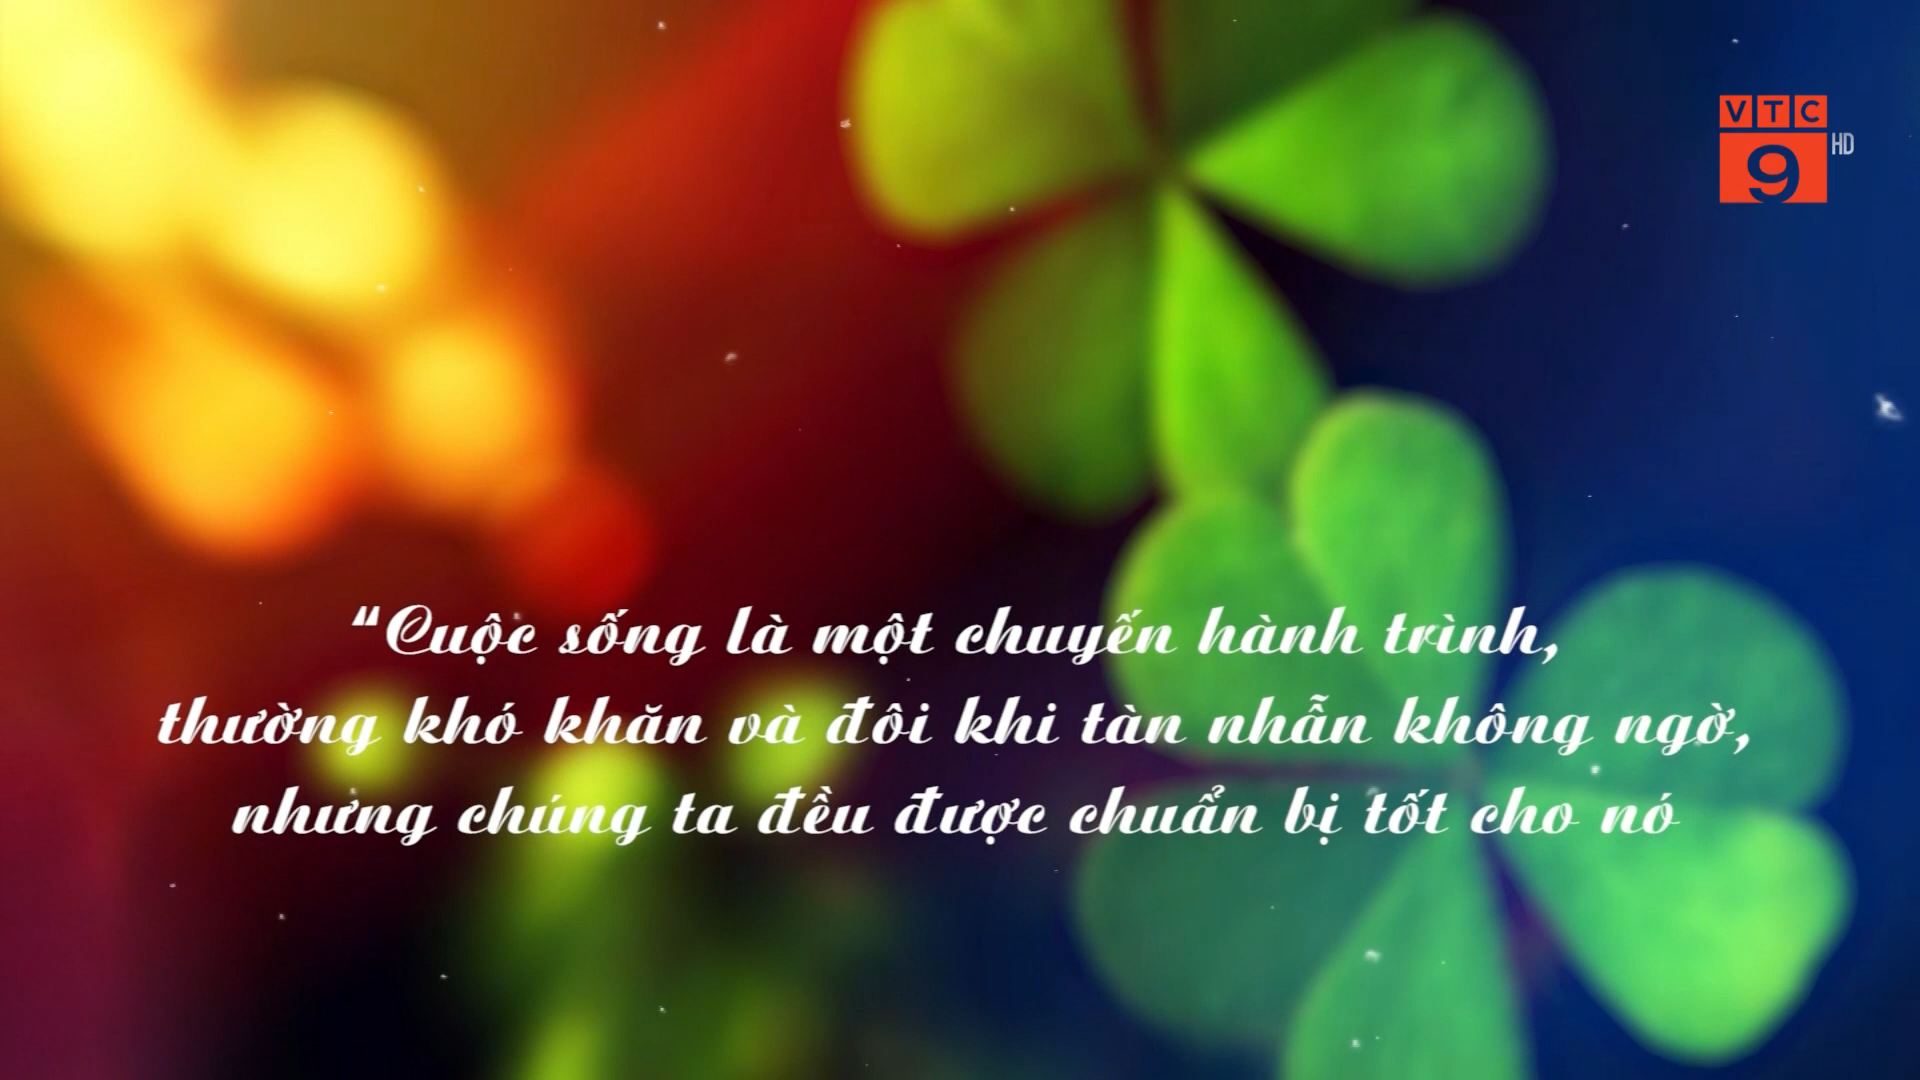 VTC
9
HD
“Cuộc sống là một chuyến hành trình,
thường khó khăn và đôi khi tàn nhẫn không ngờ,
nhưng chúng ta đều được chuẩn bị tốt cho nó